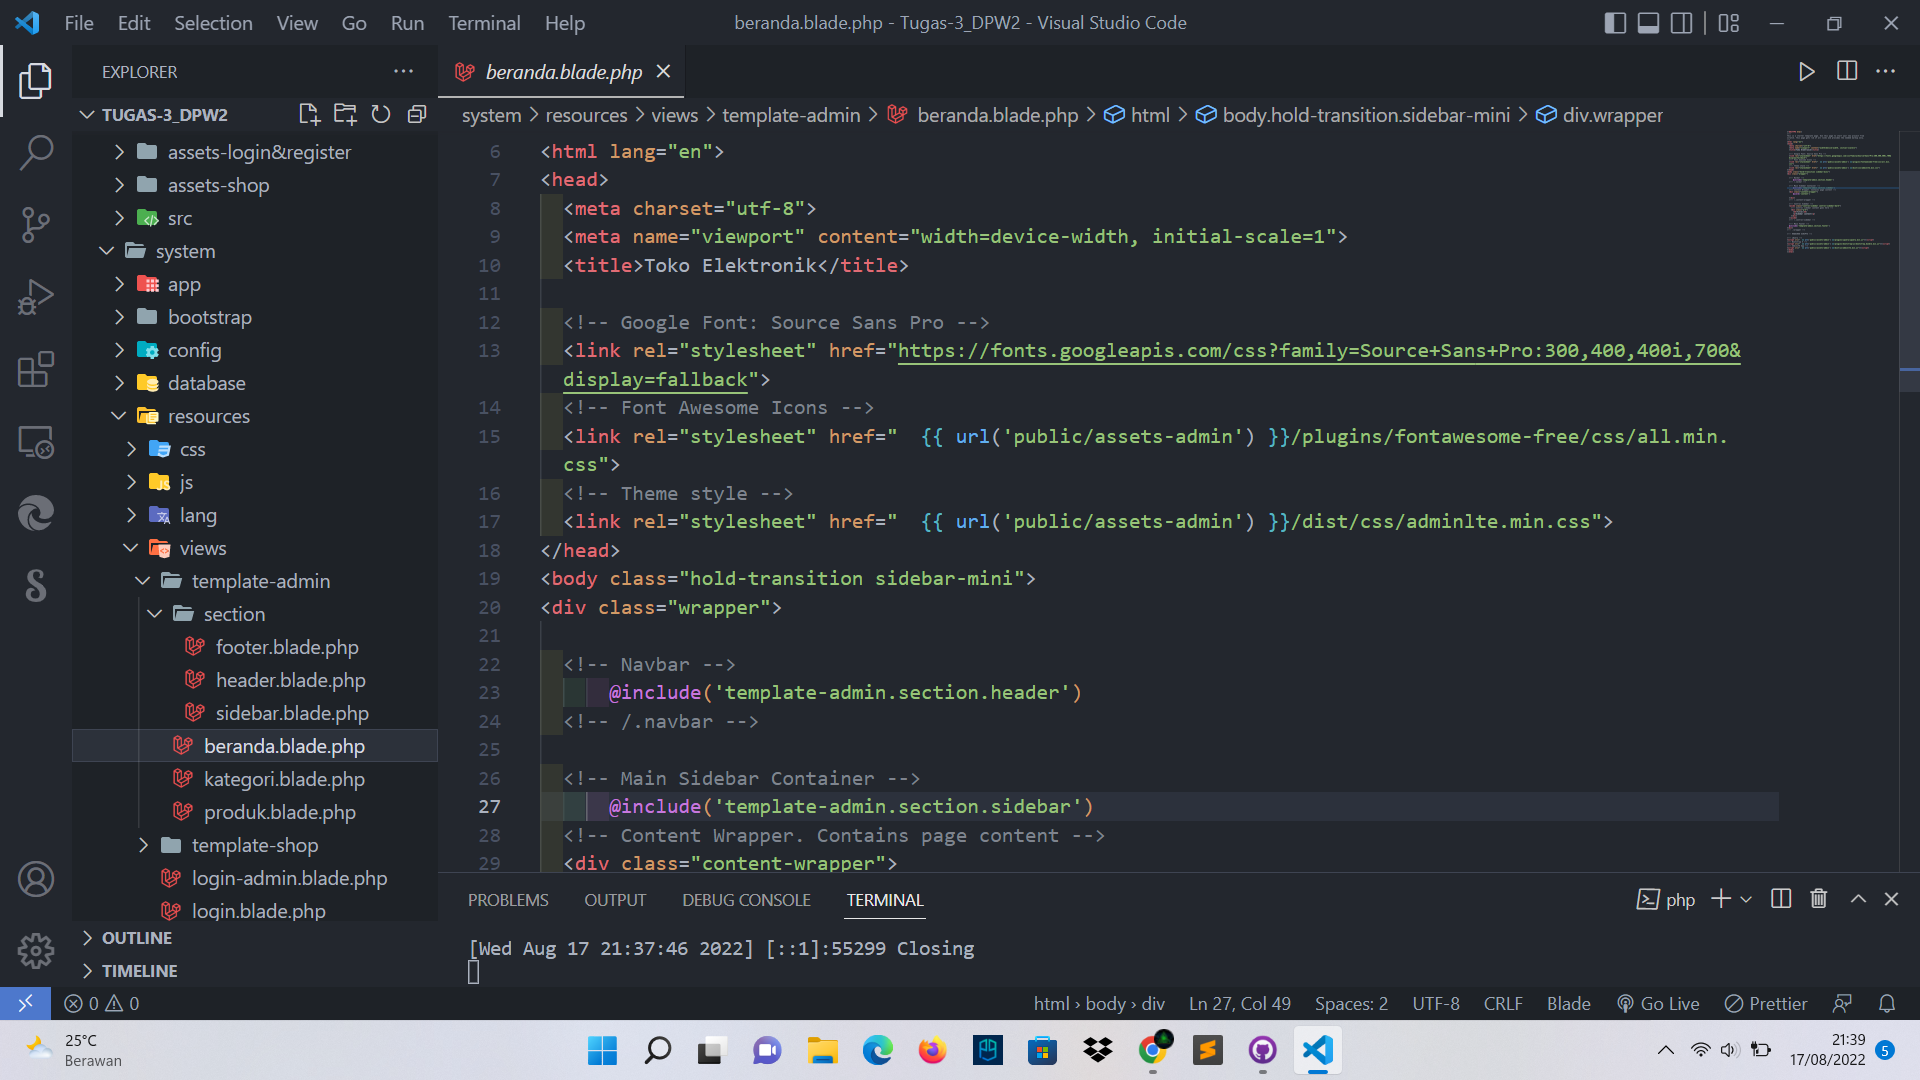 File Edit Selection View Go Run Terminal Help
beranda.blade.php - Tugas-3_DPW2 - Visual Studio Code
EXPLORER
TUGAS-3_DPW2
assets-login&register
assets-shop
src
system
app
bootstrap
config
database
resources
css
js
lang
views
template-admin
section
footer.blade.php
header.blade.php
sidebar.blade.php
beranda.blade.php
kategori.blade.php
produk.blade.php
template-shop
login-admin.blade.php
login.blade.php
OUTLINE
TIMELINE
beranda.blade.php
system > resources > views > template-admin > beranda.blade.php > html > body.hold-transition.sidebar-mini > div.wrapper
6 <html lang="en">
7 <head>
8 <meta charset="utf-8">
9 <meta name="viewport" content="width=device-width, initial-scale=1">
10 <title>Toko Elektronik</title>
11
12 <!-- Google Font: Source Sans Pro -->
13 <link rel="stylesheet" href="https://fonts.googleapis.com/css?family=Source+Sans+Pro:300,400,400i,700&
display=fallback">
14 <!-- Font Awesome Icons -->
15 <link rel="stylesheet" href="  {{ url('public/assets-admin') }}/plugins/fontawesome-free/css/all.min.
css">
16 <!-- Theme style -->
17 <link rel="stylesheet" href="  {{ url('public/assets-admin') }}/dist/css/adminlte.min.css">
18 </head>
19 <body class="hold-transition sidebar-mini">
20 <div class="wrapper">
21
22 <!-- Navbar -->
23 @include('template-admin.section.header')
24 <!-- /.navbar -->
25
26 <!-- Main Sidebar Container -->
27 @include('template-admin.section.sidebar')
28 <!-- Content Wrapper. Contains page content -->
29 <div class="content-wrapper">
PROBLEMS OUTPUT DEBUG CONSOLE TERMINAL
php
[Wed Aug 17 21:37:46 2022] [::1]:55299 Closing
0 0
html › body › div Ln 27, Col 49 Spaces: 2 UTF-8 CRLF Blade Go Live Prettier
25°C
Berawan
21:39
17/08/2022
5